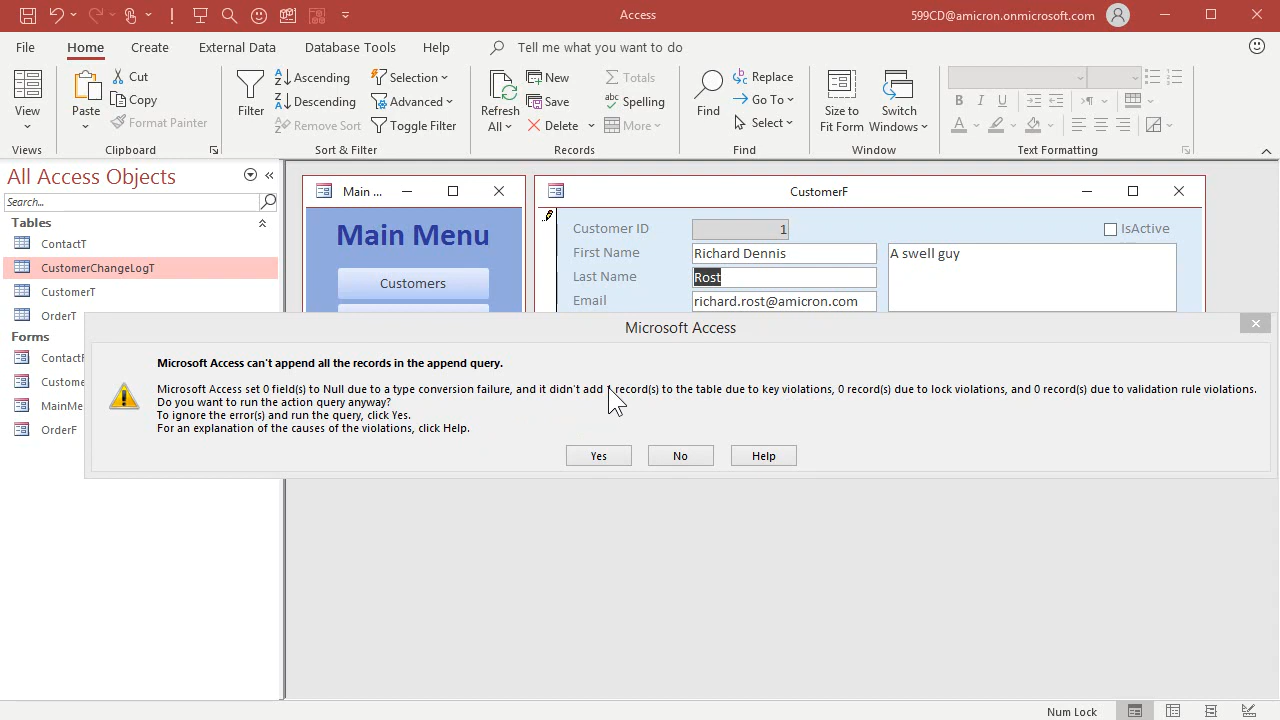 Access
599CD@amicron.onmicrosoft.com
File
Home
Create
External Data
Database Tools
Help
Tell me what you want to do
View
Paste
Cut
Copy
Format Painter
Filter
Ascending
Descending
Remove Sort
Selection
Advanced
Toggle Filter
Refresh All
New
Save
Delete
Totals
Spelling
More
Find
Replace
Go To
Select
Size to Fit Form
Switch Windows
Views
Clipboard
Sort & Filter
Records
Find
Window
Text Formatting
All Access Objects
Search...
Tables
ContactT
CustomerChangeLogT
CustomerT
OrderT
Forms
ContactF
Custome
MainMe
OrderF
Main ...
Main Menu
Customers
CustomerF
Customer ID
1
IsActive
First Name
Richard Dennis
A swell guy
Last Name
Rost
Email
richard.rost@amicron.com
Microsoft Access
Microsoft Access can't append all the records in the append query.
Microsoft Access set 0 field(s) to Null due to a type conversion failure, and it didn't add 1 record(s) to the table due to key violations, 0 record(s) due to lock violations, and 0 record(s) due to validation rule violations.
Do you want to run the action query anyway?
To ignore the error(s) and run the query, click Yes.
For an explanation of the causes of the violations, click Help.
Yes
No
Help
Num Lock